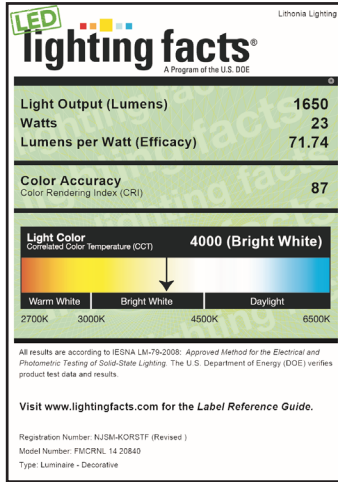 Lithonia Lighting
LED
lighting facts®
A Program of the U.S. DOE
Light Output (Lumens) 1650
Watts 23
Lumens per Watt (Efficacy) 71.74
Color Accuracy
Color Rendering Index (CRI) 87
Light Color
Correlated Color Temperature (CCT) 4000 (Bright White)
Warm White Bright White Daylight
2700K 3000K 4500K 6500K
All results are according to IESNA LM-79-2008: Approved Method for the Electrical and
Photometric Testing of Solid-State Lighting. The U.S. Department of Energy (DOE) verifies
product test data and results.
Visit www.lightingfacts.com for the Label Reference Guide.
Registration Number: NJSM-KORSTF (Revised )
Model Number: FMCRNL 14 20840
Type: Luminaire - Decorative